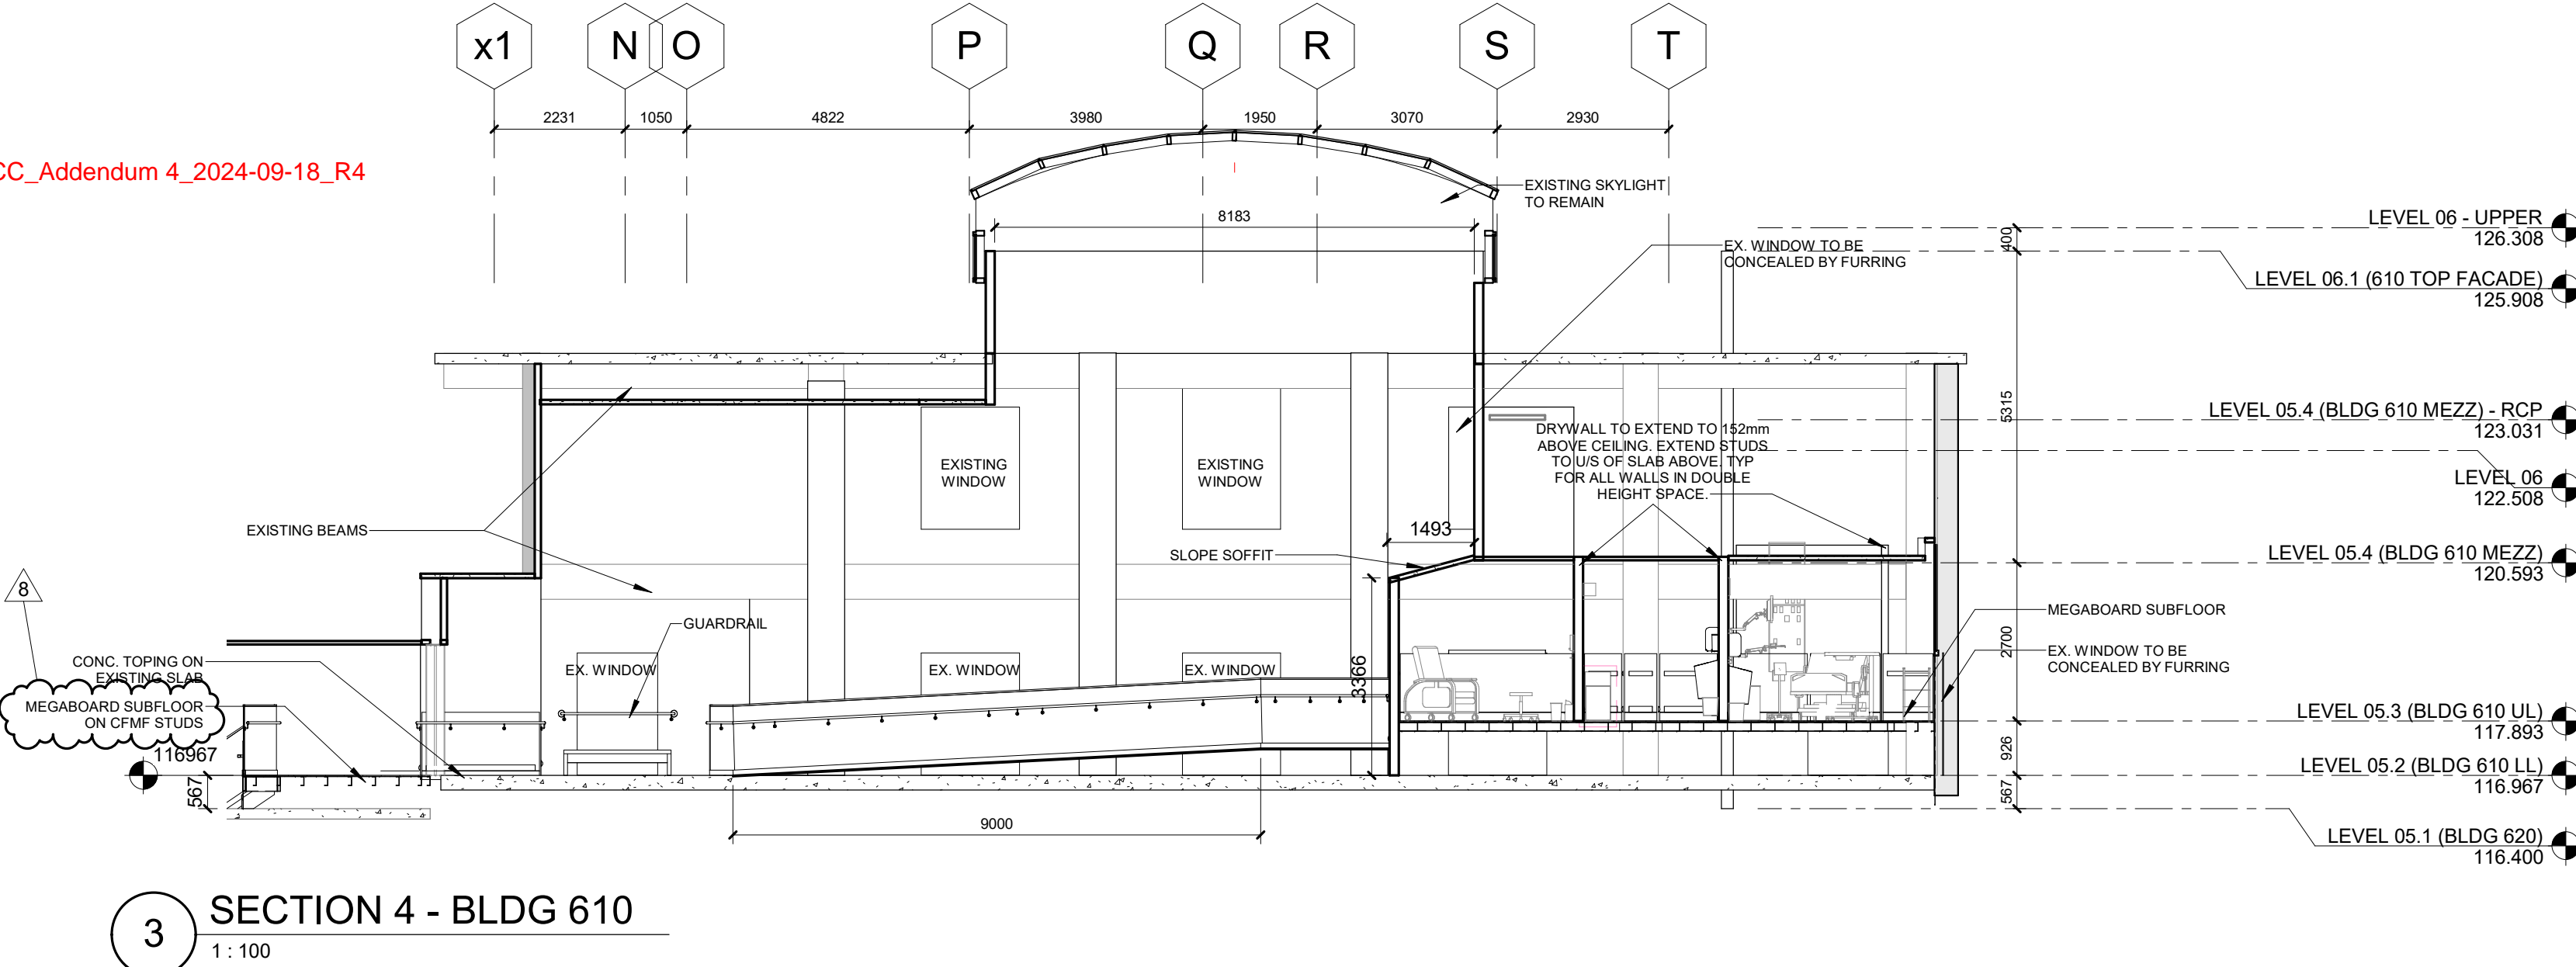 x1
N
O
P
Q
R
S
T
2231
1050
4822
3980
1950
3070
2930
CC_Addendum 4_2024-09-18_R4
EXISTING SKYLIGHT
TO REMAIN
8183
EX. WINDOW TO BE
CONCEALED BY FURRING
LEVEL 06 - UPPER
126.308
400
LEVEL 06.1 (610 TOP FACADE)
125.908
5315
LEVEL 05.4 (BLDG 610 MEZZ) - RCP
123.031
DRYWALL TO EXTEND TO 152mm
ABOVE CEILING. EXTEND STUDS
TO U/S OF SLAB ABOVE, TYP
FOR ALL WALLS IN DOUBLE
HEIGHT SPACE.
EXISTING
WINDOW
EXISTING
WINDOW
LEVEL 06
122.508
EXISTING BEAMS
1493
SLOPE SOFFIT
LEVEL 05.4 (BLDG 610 MEZZ)
120.593
8
GUARDRAIL
MEGABOARD SUBFLOOR
2700
EX. WINDOW TO BE
CONCEALED BY FURRING
CONC. TOPING ON
EXISTING SLAB
EX. WINDOW
EX. WINDOW
EX. WINDOW
3366
MEGABOARD SUBFLOOR
ON CFMF STUDS
LEVEL 05.3 (BLDG 610 UL)
117.893
926
116967
LEVEL 05.2 (BLDG 610 LL)
116.967
567
567
9000
LEVEL 05.1 (BLDG 620)
116.400
3
SECTION 4 - BLDG 610
1 : 100